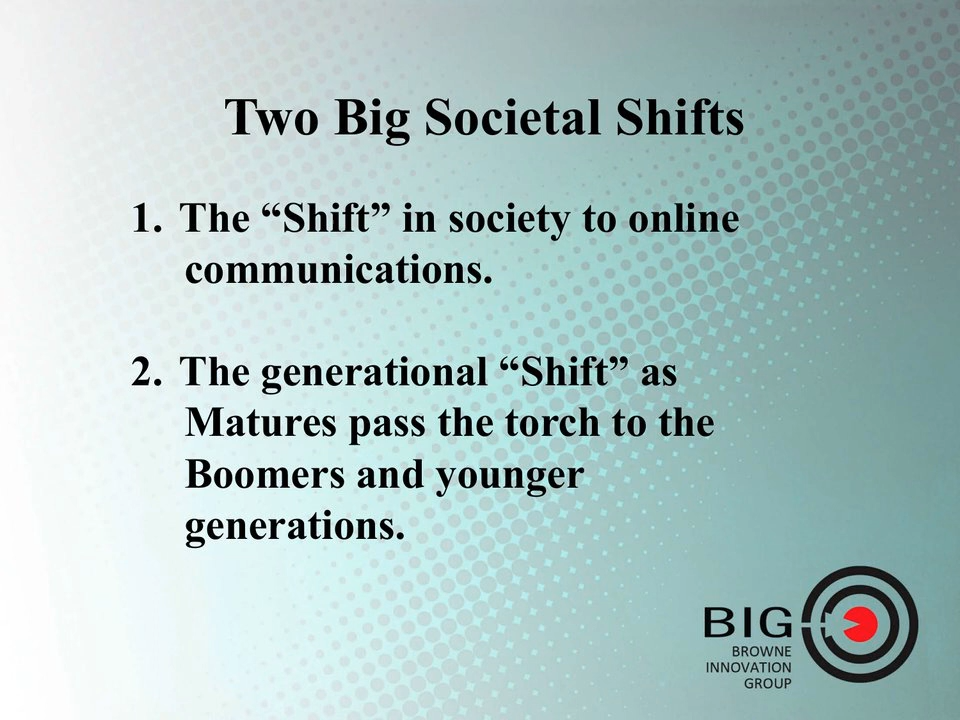 Two Big Societal Shifts
1. The “Shift” in society to online
communications.
2. The generational “Shift” as
Matures pass the torch to the
Boomers and younger
generations.
BIG
BROWNE
INNOVATION
GROUP